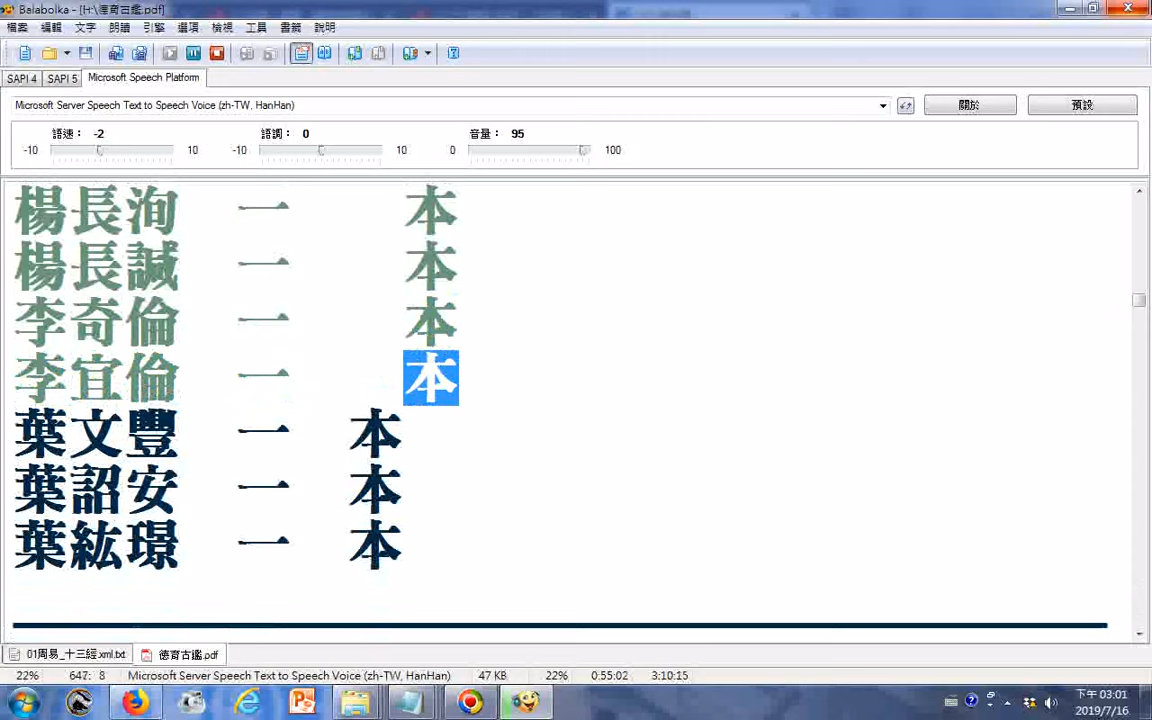 Balabolka - [H:\德育古鑑.pdf]
檔案 編輯 文字 朗讀 引擎 選項 檢視 工具 書籤 說明
SAPI 4 SAPI 5 Microsoft Speech Platform
Microsoft Server Speech Text to Speech Voice (zh-TW, HanHan) 關於 預設
語速： -2 語調： 0 音量： 95
-10 10 -10 10 0 100
楊長洵 一 本
楊長誠 一 本
李奇倫 一 本
李宜倫 一 本
葉文豐 一 本
葉詔安 一 本
葉紘璟 一 本
01周易_十三經.xml.txt 德育古鑑.pdf
22% 647: 8 Microsoft Server Speech Text to Speech Voice (zh-TW, HanHan) 47 KB 22% 0:55:02 3:10:15
下午 03:01
2019/7/16